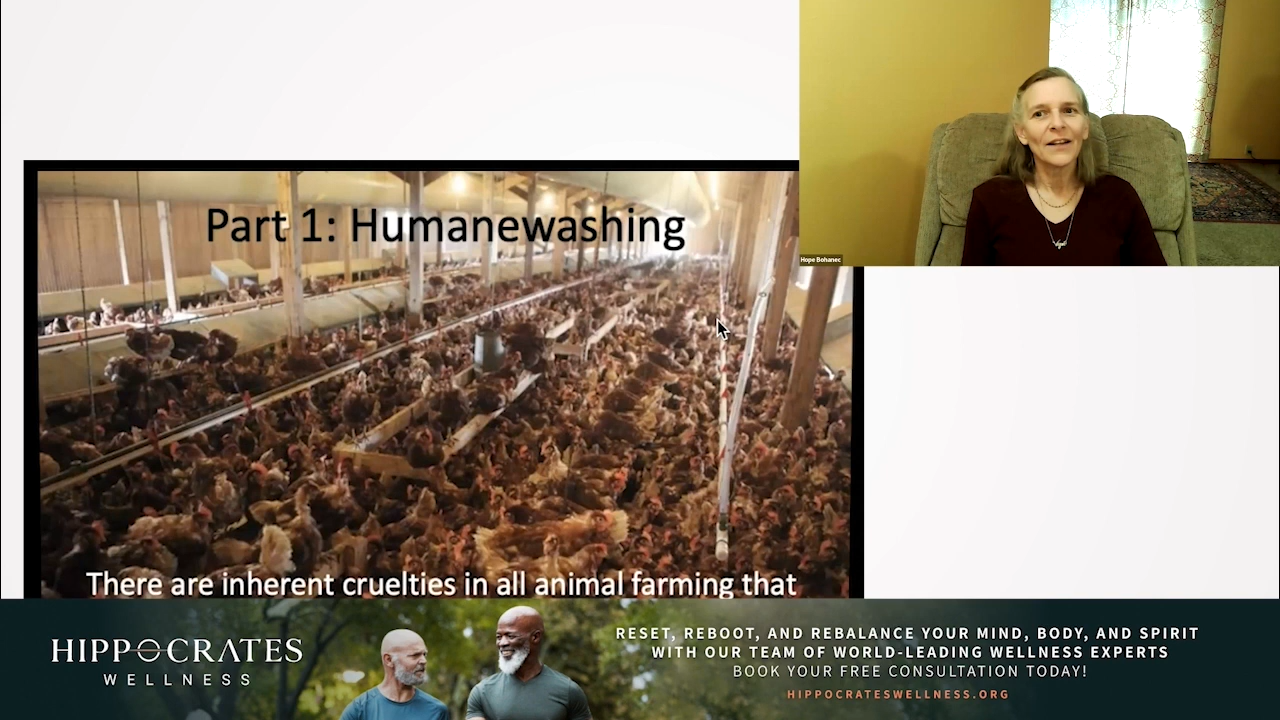 Part 1: Humanewashing
Hope Bohanec
There are inherent cruelties in all animal farming that
HIPPOCRATES
WELLNESS
RESET, REBOOT, AND REBALANCE YOUR MIND, BODY, AND SPIRIT
WITH OUR TEAM OF WORLD-LEADING WELLNESS EXPERTS
BOOK YOUR FREE CONSULTATION TODAY!
HIPPOCRATESWELLNESS.ORG